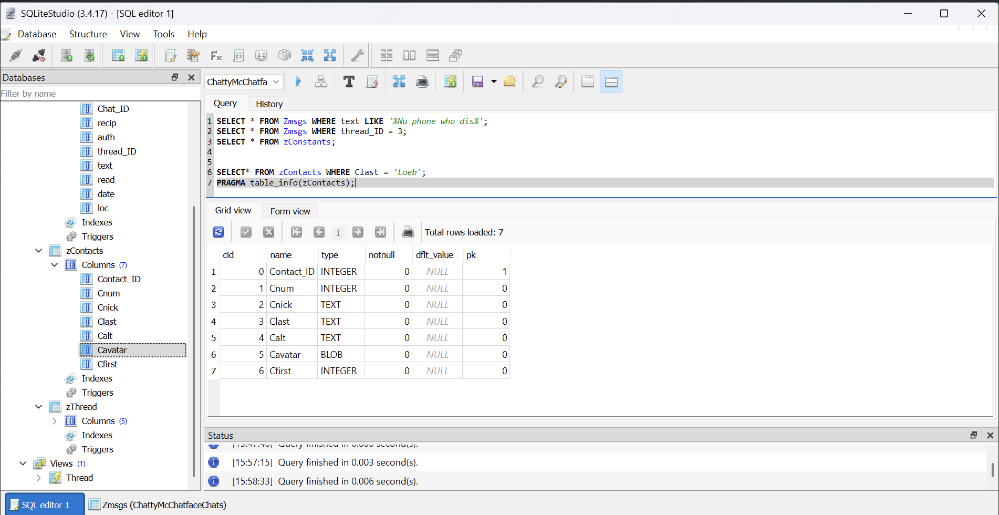 SQLiteStudio (3.4.17) - [SQL editor 1]
Database Structure View Tools Help
Databases
Filter by name
Chat_ID
recip
auth
thread_ID
text
read
date
loc
Indexes
Triggers
zContacts
Columns (7)
Contact_ID
Cnum
Cnick
Clast
Calt
Cavatar
Cfirst
Indexes
Triggers
zThread
Columns (5)
Indexes
Triggers
Views (1)
Thread
ChattyMcChatfa
Query History
1 SELECT * FROM Zmsgs WHERE text LIKE '%Nu phone who dis%';
2 SELECT * FROM Zmsgs WHERE thread_ID = 3;
3 SELECT * FROM zConstants;
4
5
6 SELECT* FROM zContacts WHERE Clast = 'Loeb';
7 PRAGMA table_info(zContacts);
Grid view Form view
1 Total rows loaded: 7
cid name type notnull dflt_value pk
1 0 Contact_ID INTEGER 0 NULL 1
2 1 Cnum INTEGER 0 NULL 0
3 2 Cnick TEXT 0 NULL 0
4 3 Clast TEXT 0 NULL 0
5 4 Calt TEXT 0 NULL 0
6 5 Cavatar BLOB 0 NULL 0
7 6 Cfirst INTEGER 0 NULL 0
Status
Query finished in 0.006 second(s).
[15:57:15] Query finished in 0.003 second(s).
[15:58:33] Query finished in 0.006 second(s).
SQL editor 1 Zmsgs (ChattyMcChatfaceChats)